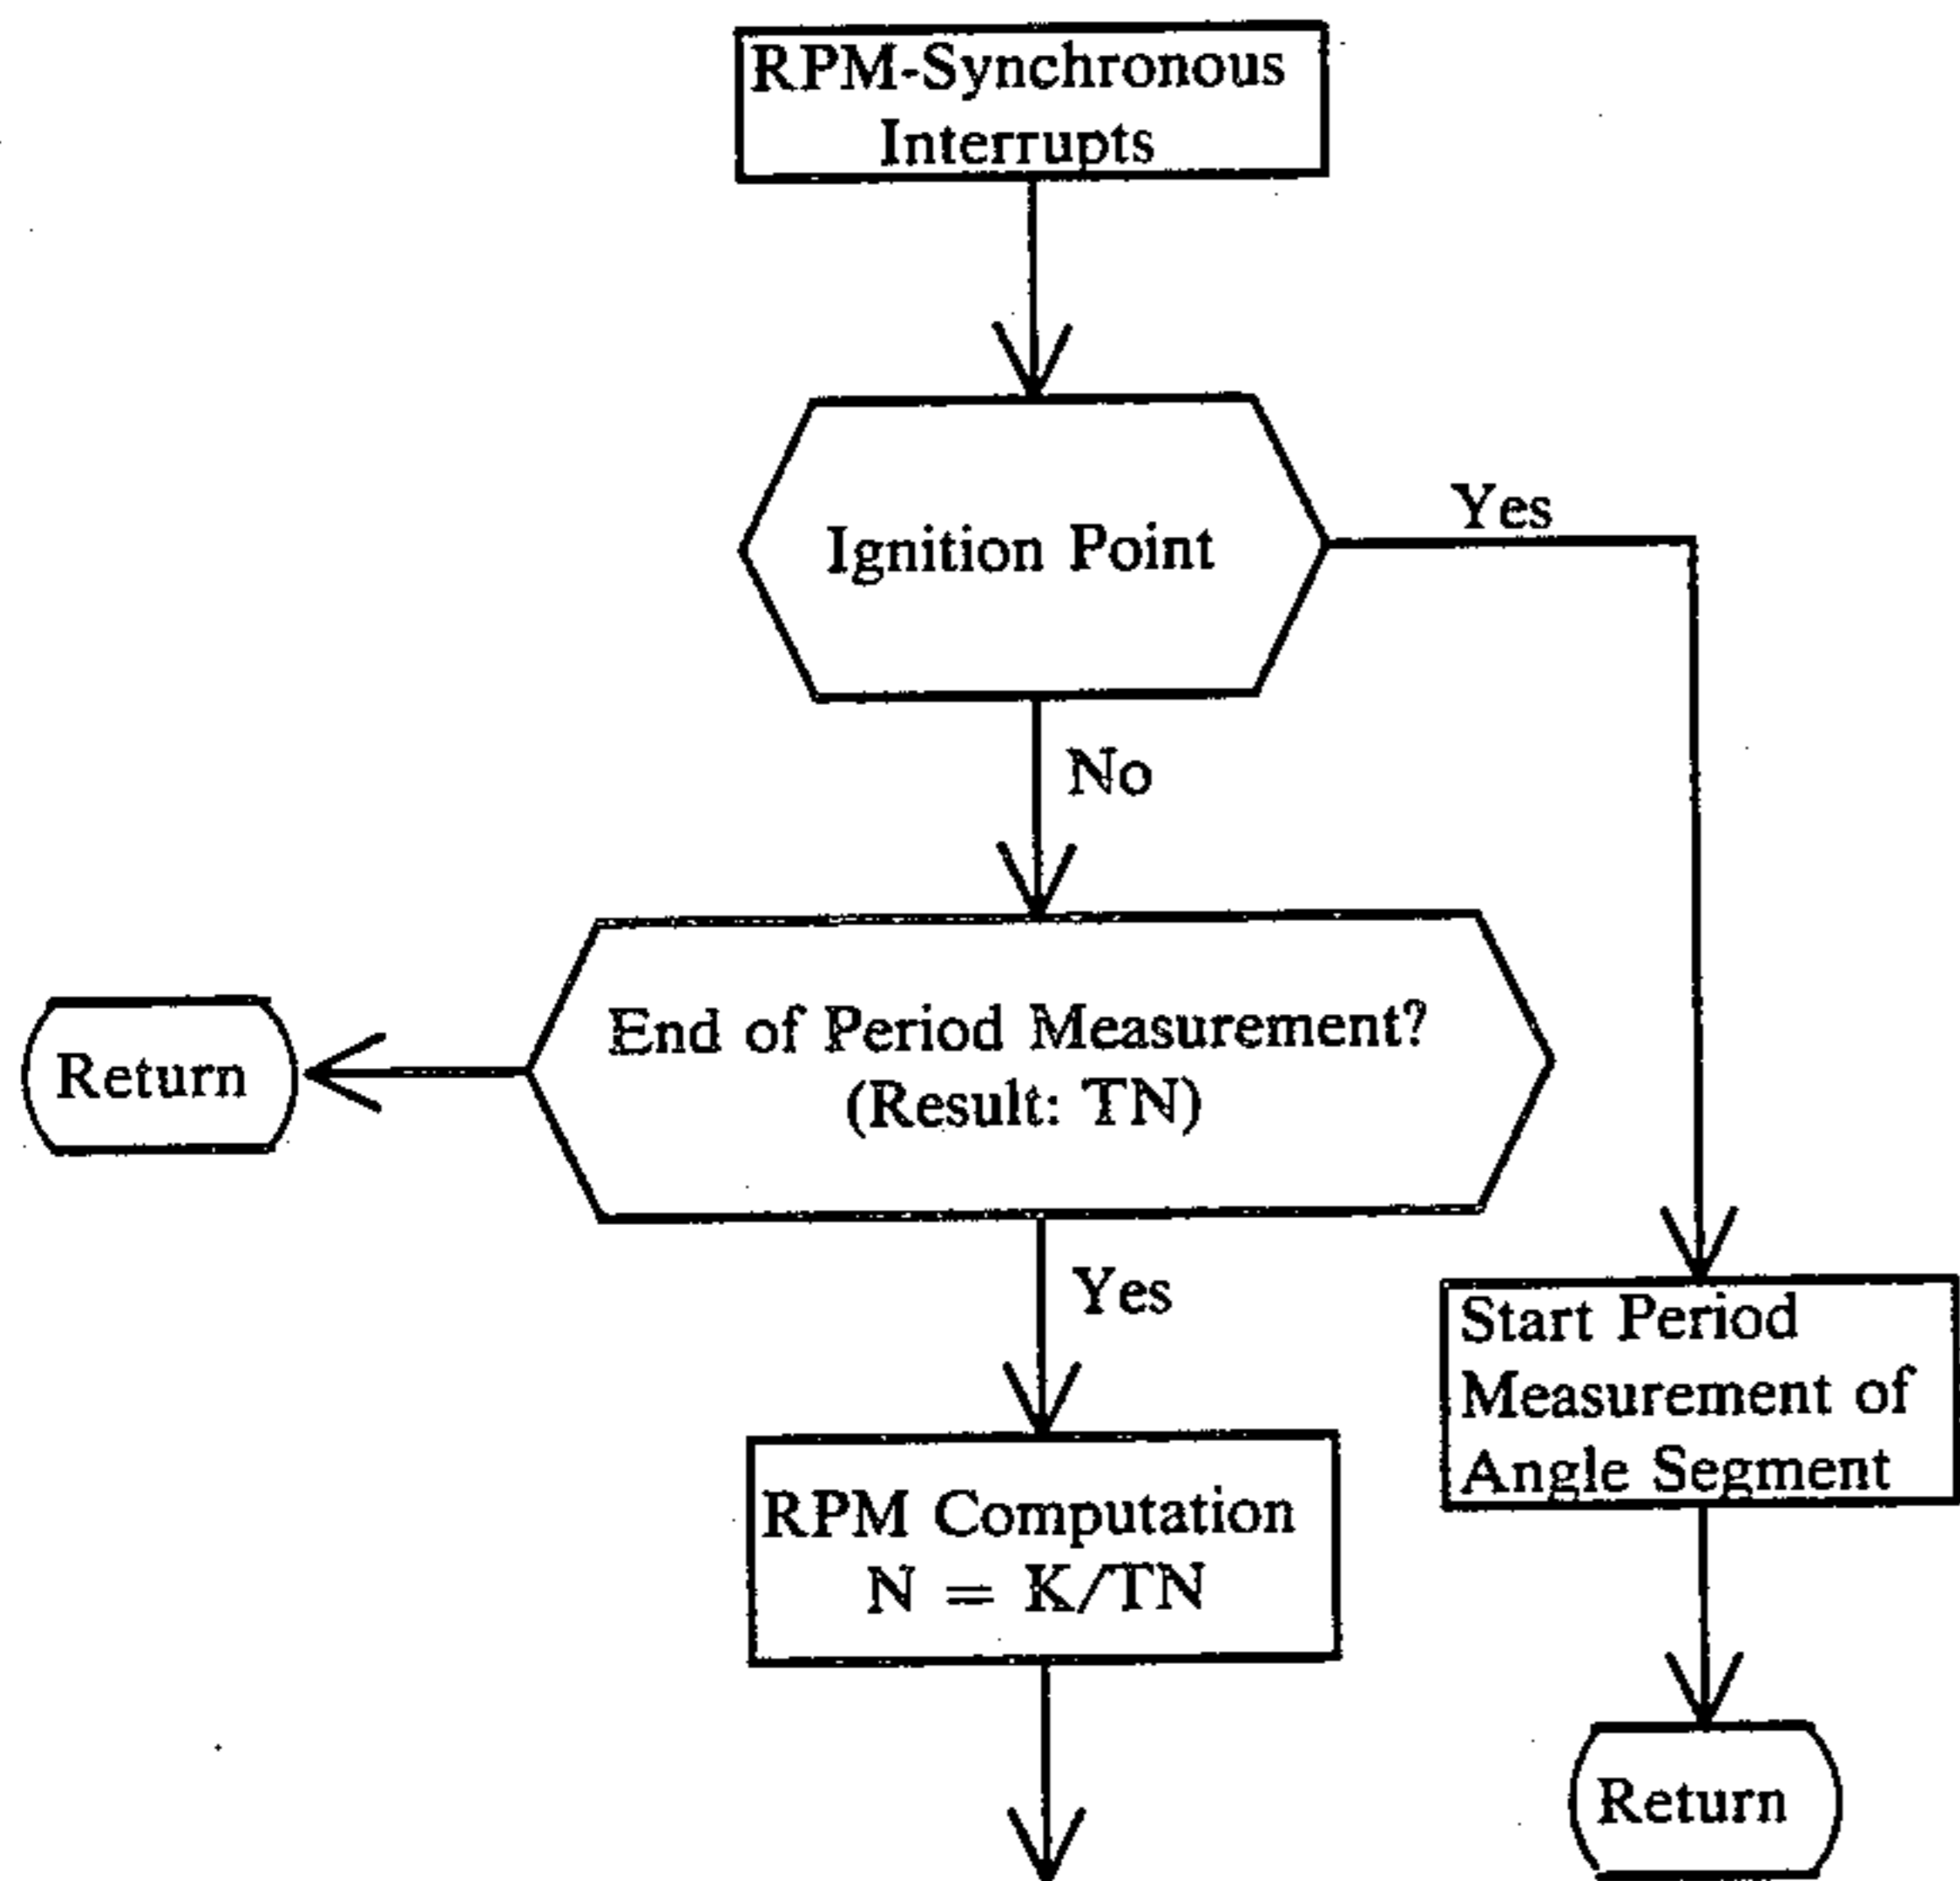 RPM-Synchronous
Interrupts
Ignition Point
Yes
No
End of Period Measurement?
(Result: TN)
Return
Yes
Start Period
Measurement of
Angle Segment
RPM Computation
N = K/TN
Return